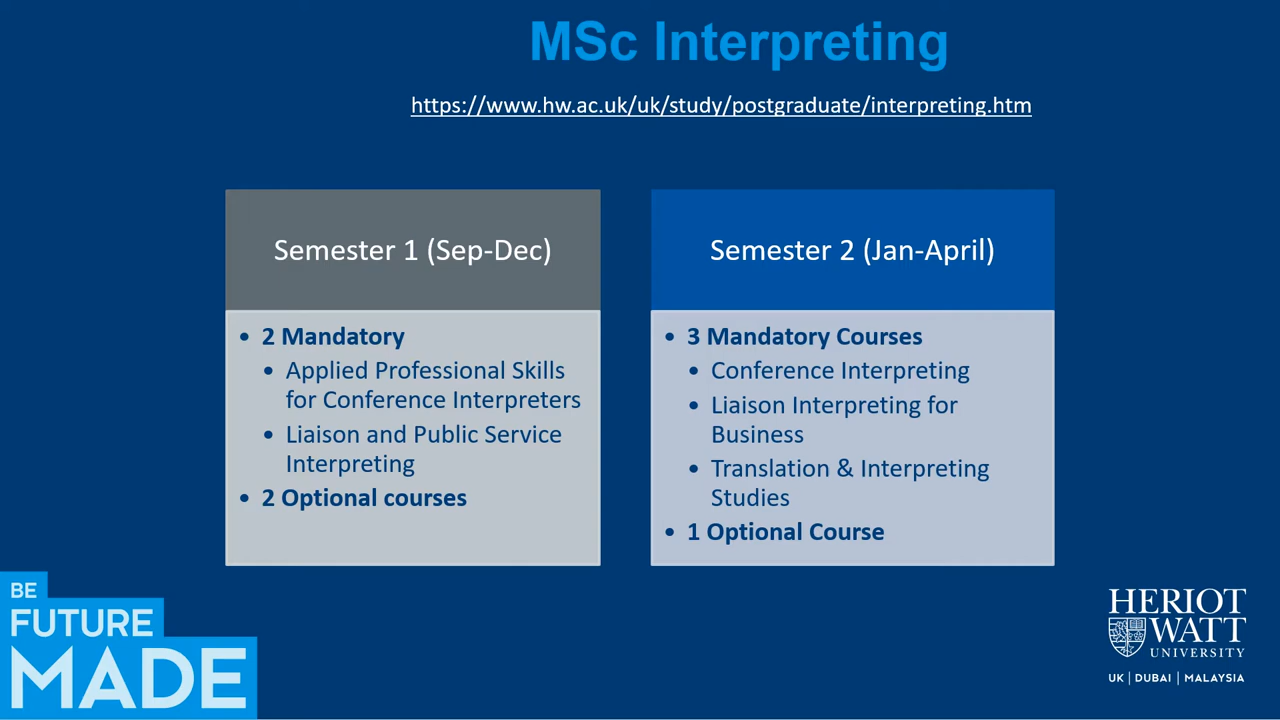 MSc Interpreting
https://www.hw.ac.uk/uk/study/postgraduate/interpreting.htm
Semester 1 (Sep-Dec)
• 2 Mandatory
• Applied Professional Skills
for Conference Interpreters
• Liaison and Public Service
Interpreting
• 2 Optional courses
Semester 2 (Jan-April)
• 3 Mandatory Courses
• Conference Interpreting
• Liaison Interpreting for
Business
• Translation & Interpreting
Studies
• 1 Optional Course
BE
FUTURE
MADE
HERIOT
WATT
UNIVERSITY
UK | DUBAI | MALAYSIA